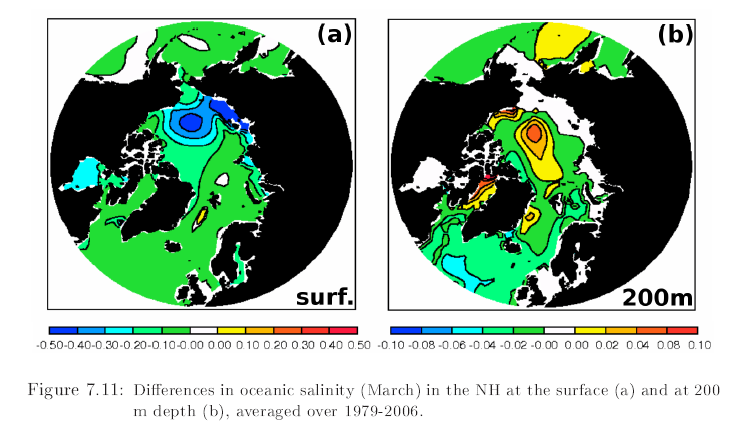 (a)
(b)
surf.
200m
-0.50-0.40-0.30-0.20-0.10-0.00 0.00 0.10 0.20 0.30 0.40 0.50
-0.10 -0.08 -0.06 -0.04 -0.02 -0.00 0.00 0.02 0.04 0.08 0.10
Figure 7.11: Differences in oceanic salinity (March) in the NH at the surface (a) and at 200
m depth (b), averaged over 1979-2006.